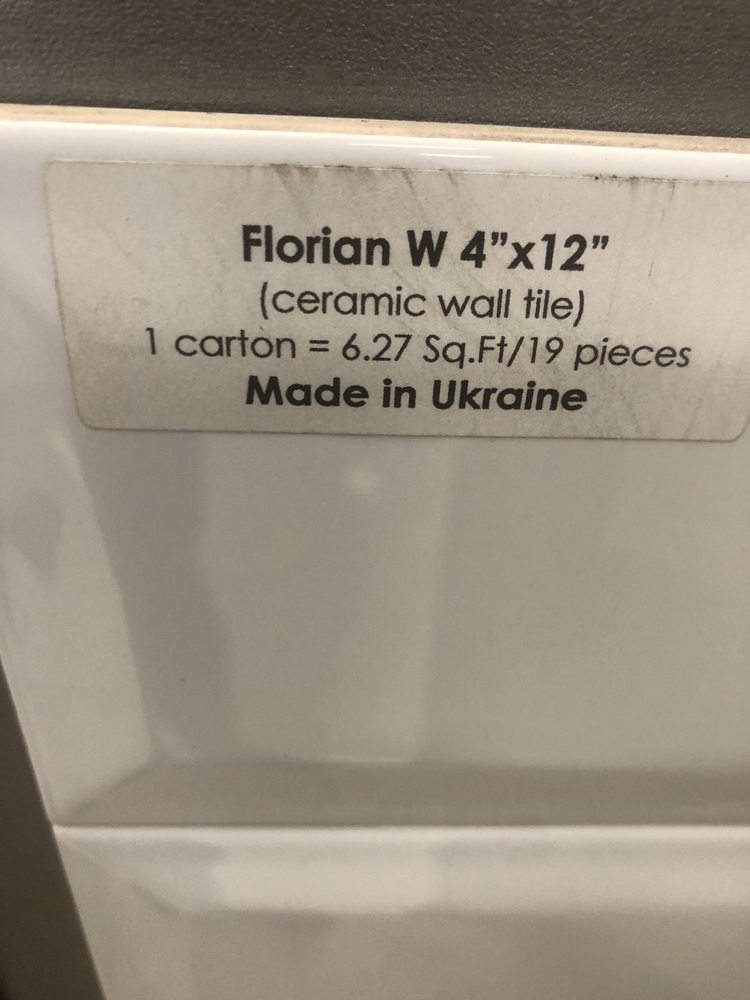 Florian W 4”x12”
(ceramic wall tile)
1 carton = 6.27 Sq.Ft/19 pieces
Made in Ukraine